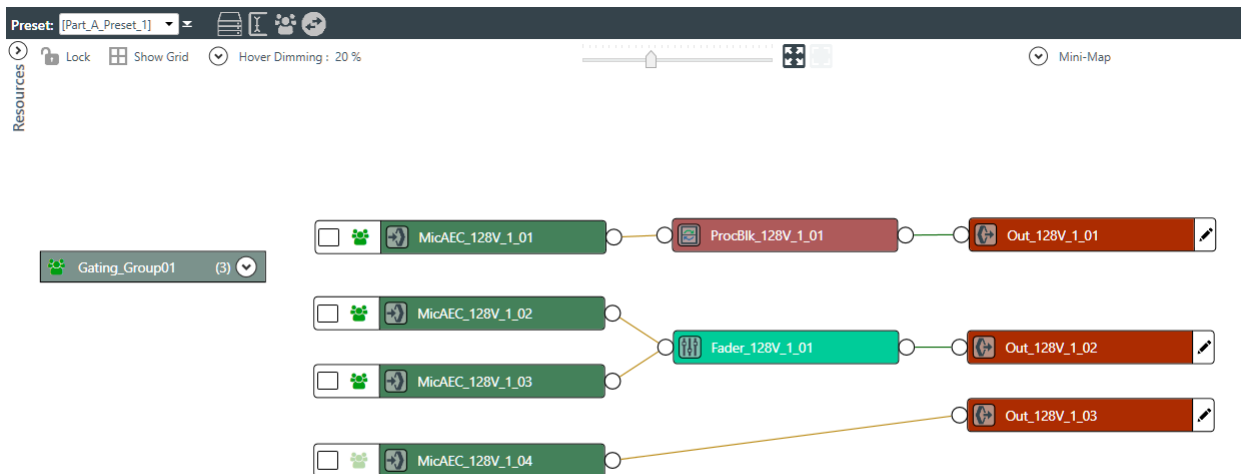 Preset: [Part_A_Preset_1]
Resources
Lock Show Grid Hover Dimming : 20 % Mini-Map
MicAEC_128V_1_01 ProcBlk_128V_1_01 Out_128V_1_01
Gating_Group01 (3)
MicAEC_128V_1_02
Fader_128V_1_01 Out_128V_1_02
MicAEC_128V_1_03
Out_128V_1_03
MicAEC_128V_1_04